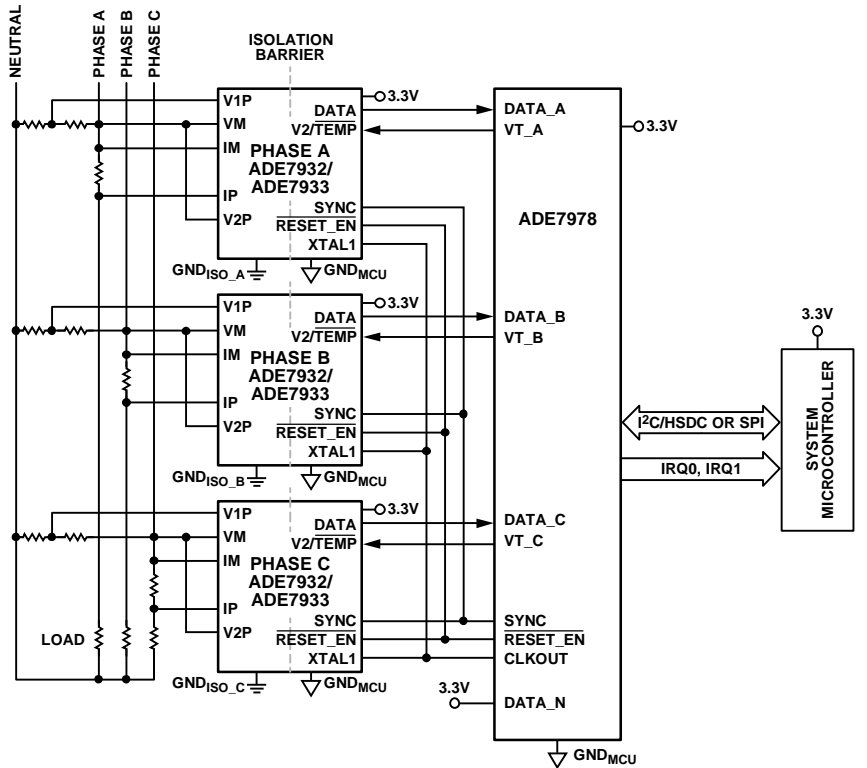 NEUTRAL
PHASE A
PHASE B
PHASE C
ISOLATION
BARRIER
V1P
VM
IM
IP
V2P
PHASE A
ADE7932/
ADE7933
DATA
V2/TEMP
SYNC
RESET_EN
XTAL1
3.3V
GNDISO_A
GNDMCU
V1P
VM
IM
IP
V2P
PHASE B
ADE7932/
ADE7933
DATA
V2/TEMP
SYNC
RESET_EN
XTAL1
3.3V
GNDISO_B
GNDMCU
V1P
VM
IM
IP
V2P
PHASE C
ADE7932/
ADE7933
DATA
V2/TEMP
SYNC
RESET_EN
XTAL1
3.3V
GNDISO_C
GNDMCU
LOAD
DATA_A
VT_A
3.3V
ADE7978
DATA_B
VT_B
DATA_C
VT_C
SYNC
RESET_EN
CLKOUT
3.3V
DATA_N
GNDMCU
I2C/HSDC OR SPI
IRQ0, IRQ1
3.3V
SYSTEM
MICROCONTROLLER